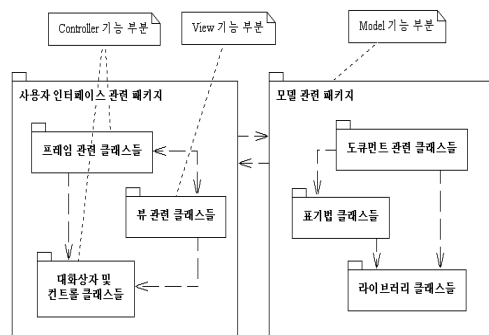 Controller 기능 부분
View 기능 부분
Model 기능 부분
사용자 인터페이스 관련 패키지
모델 관련 패키지
프레임 관련 클래스들
도큐먼트 관련 클래스들
뷰 관련 클래스들
표기법 클래스들
대화상자 및
컨트롤 클래스들
라이브러리 클래스들